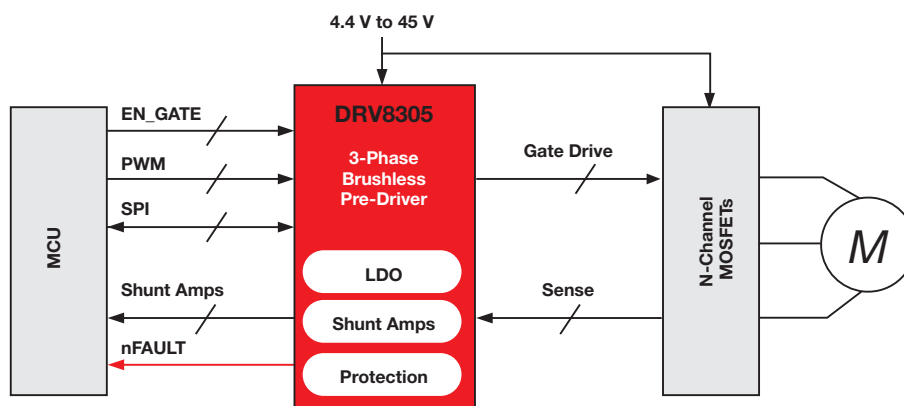 4.4 V to 45 V
MCU
EN_GATE
PWM
SPI
Shunt Amps
nFAULT
DRV8305
3-Phase
Brushless
Pre-Driver
LDO
Shunt Amps
Protection
Gate Drive
Sense
N-Channel
MOSFETs
M